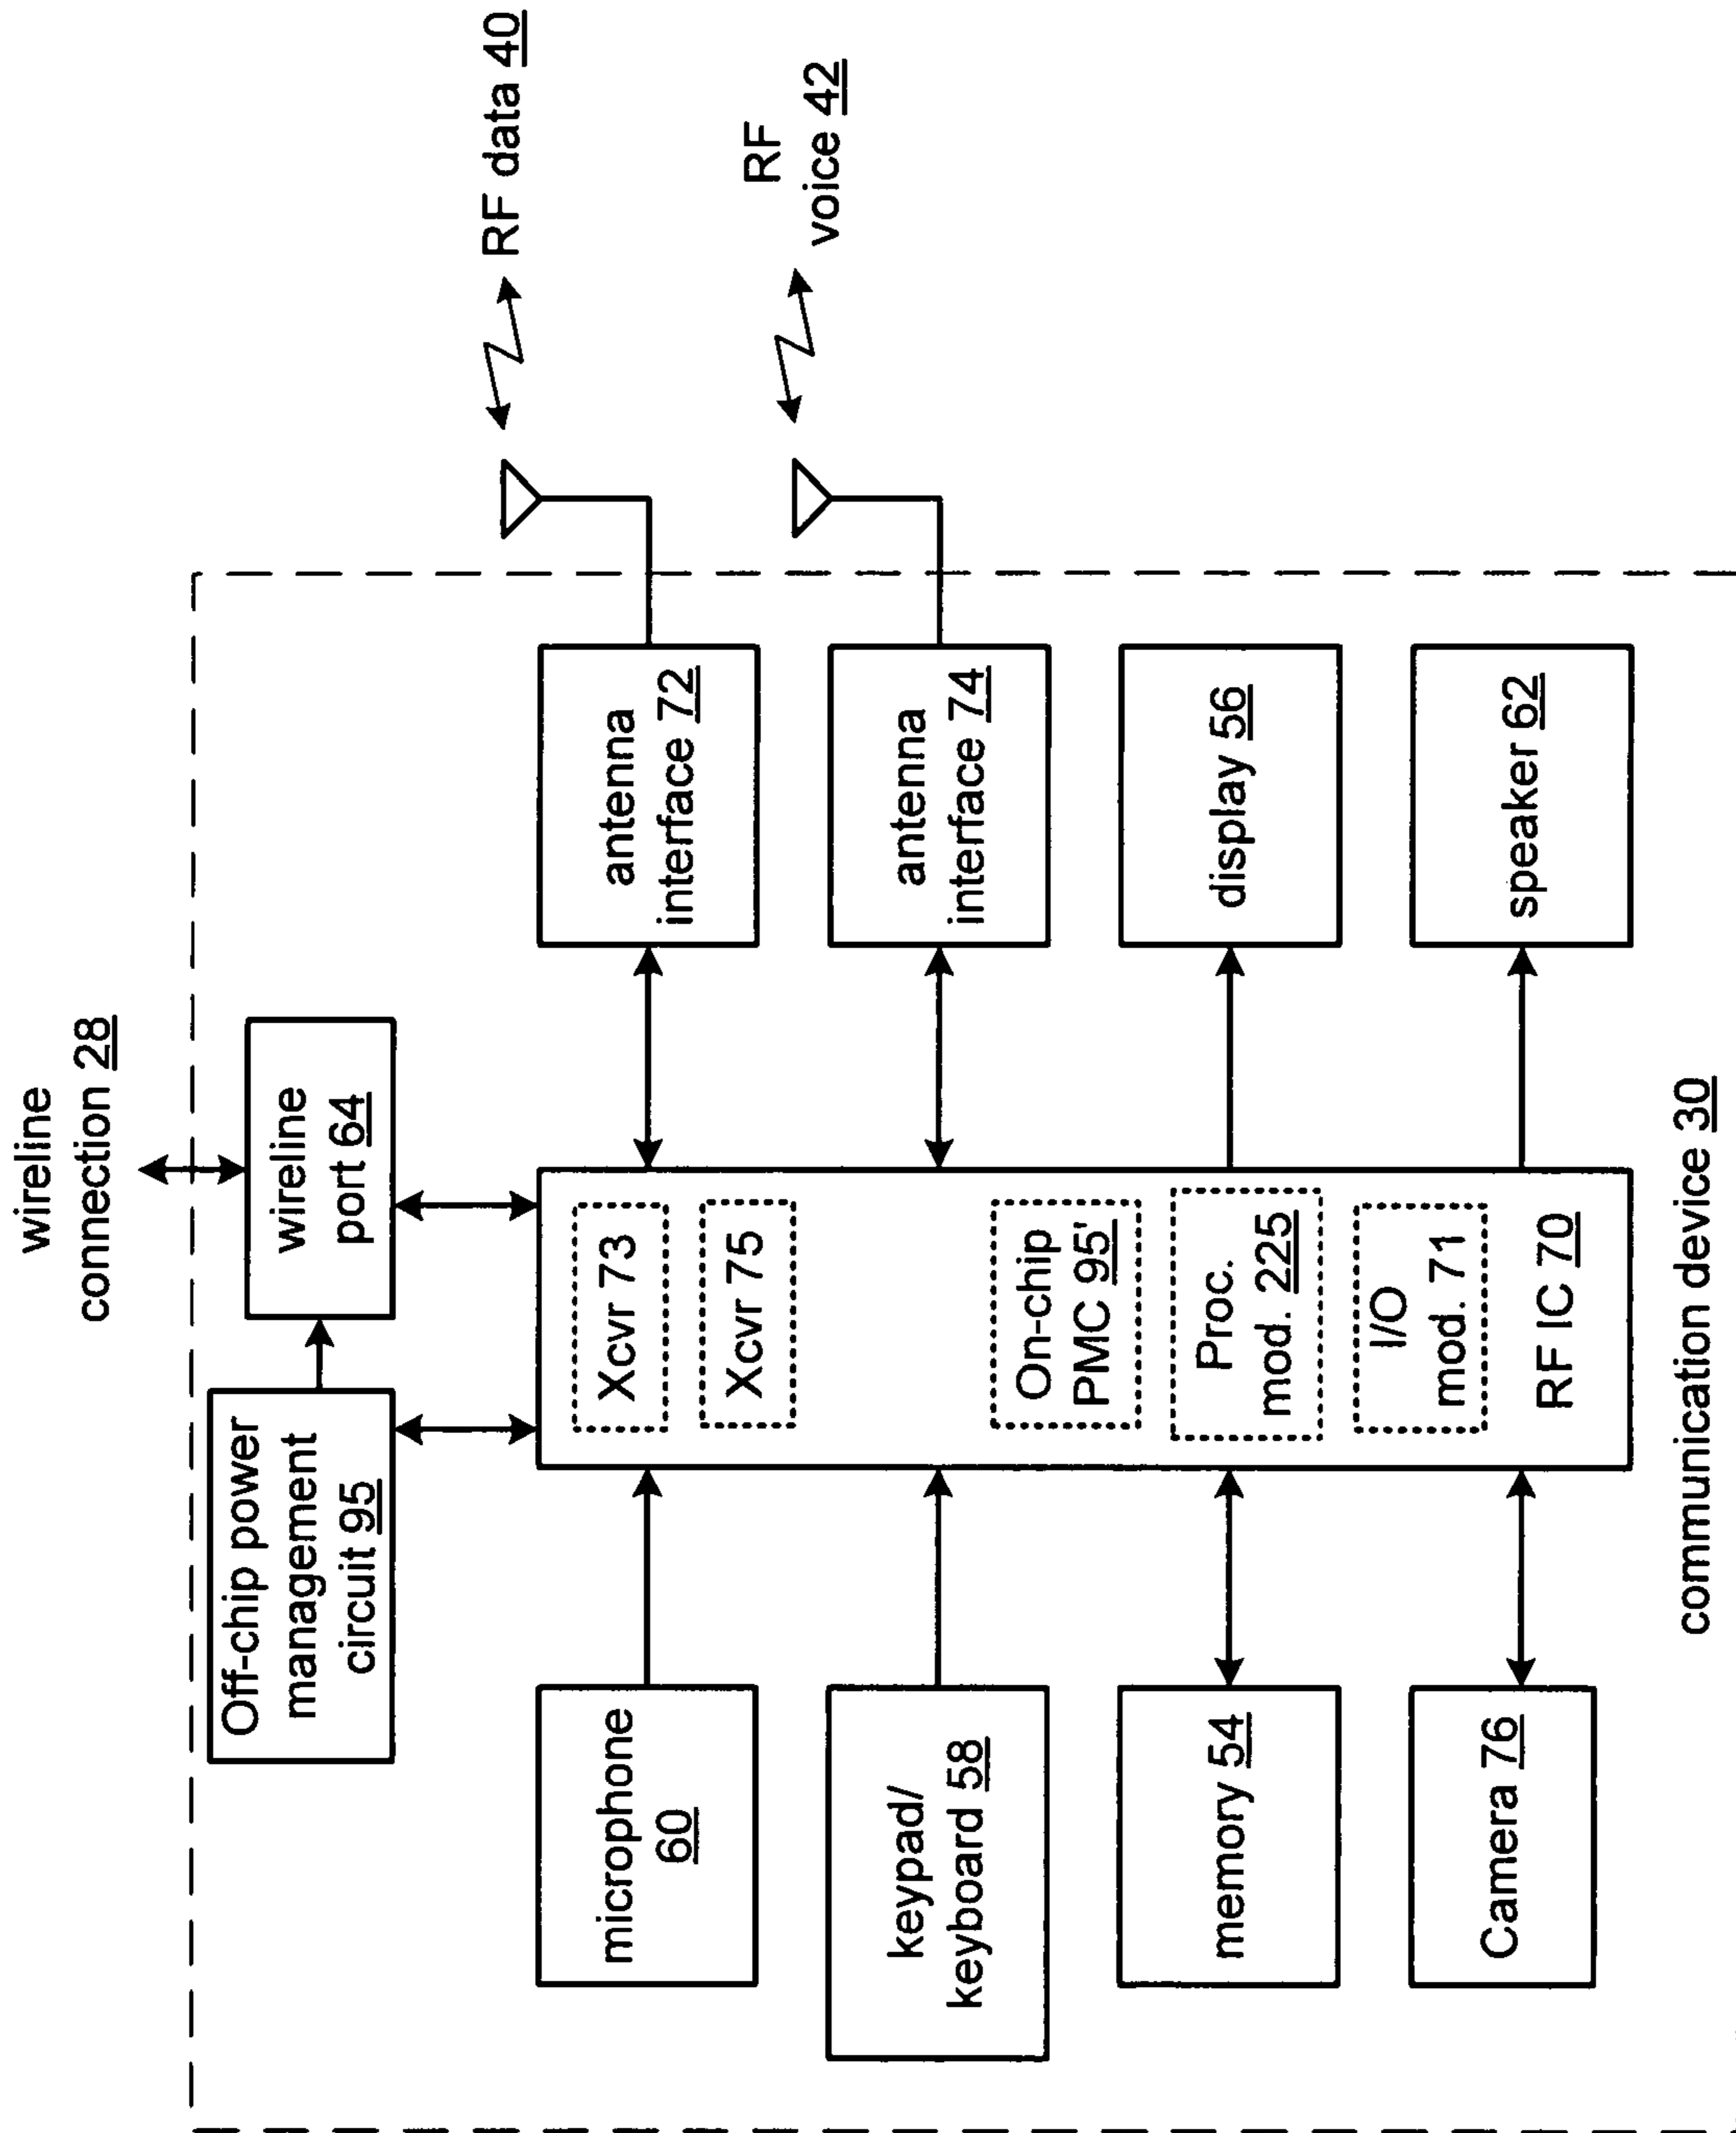 wireline
connection 28
Off-chip power
management
circuit 95
wireline
port 64
RF data 40
RF
voice 42
microphone
60
Xcvr 73
antenna
interface 72
Xcvr 75
keypad/
keyboard 58
antenna
interface 74
On-chip
PMC 95'
memory 54
Proc.
mod. 225
display 56
Camera 76
I/O
mod. 71
RF IC 70
speaker 62
communication device 30